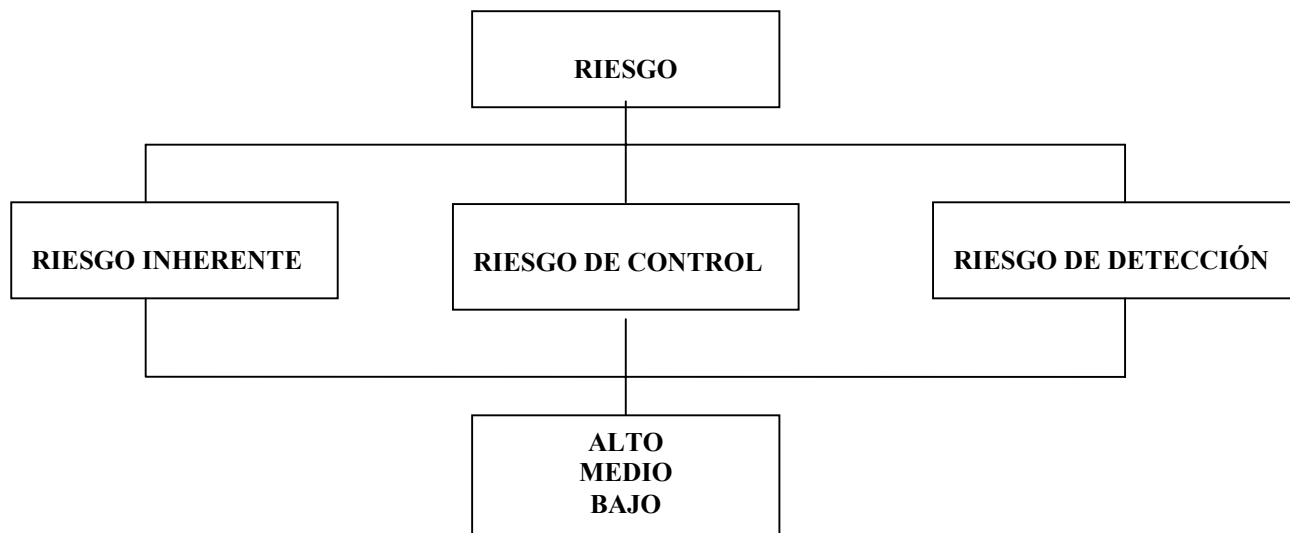 RIESGO
RIESGO INHERENTE
RIESGO DE CONTROL
RIESGO DE DETECCIÓN
ALTO
MEDIO
BAJO